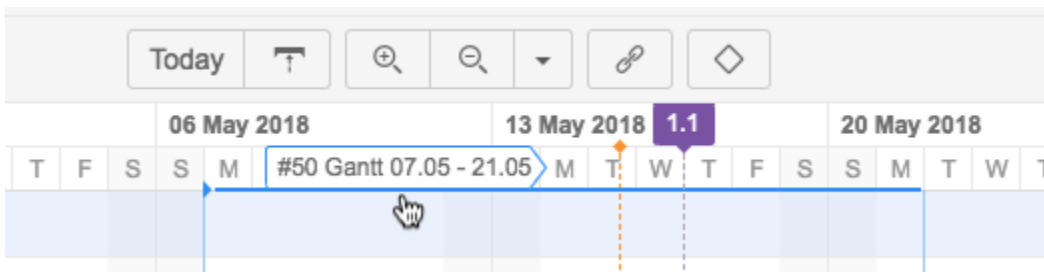 Today
06 May 2018 13 May 2018 1.1 20 May 2018
T F S S M #50 Gantt 07.05 - 21.05 M T W T F S S M T W